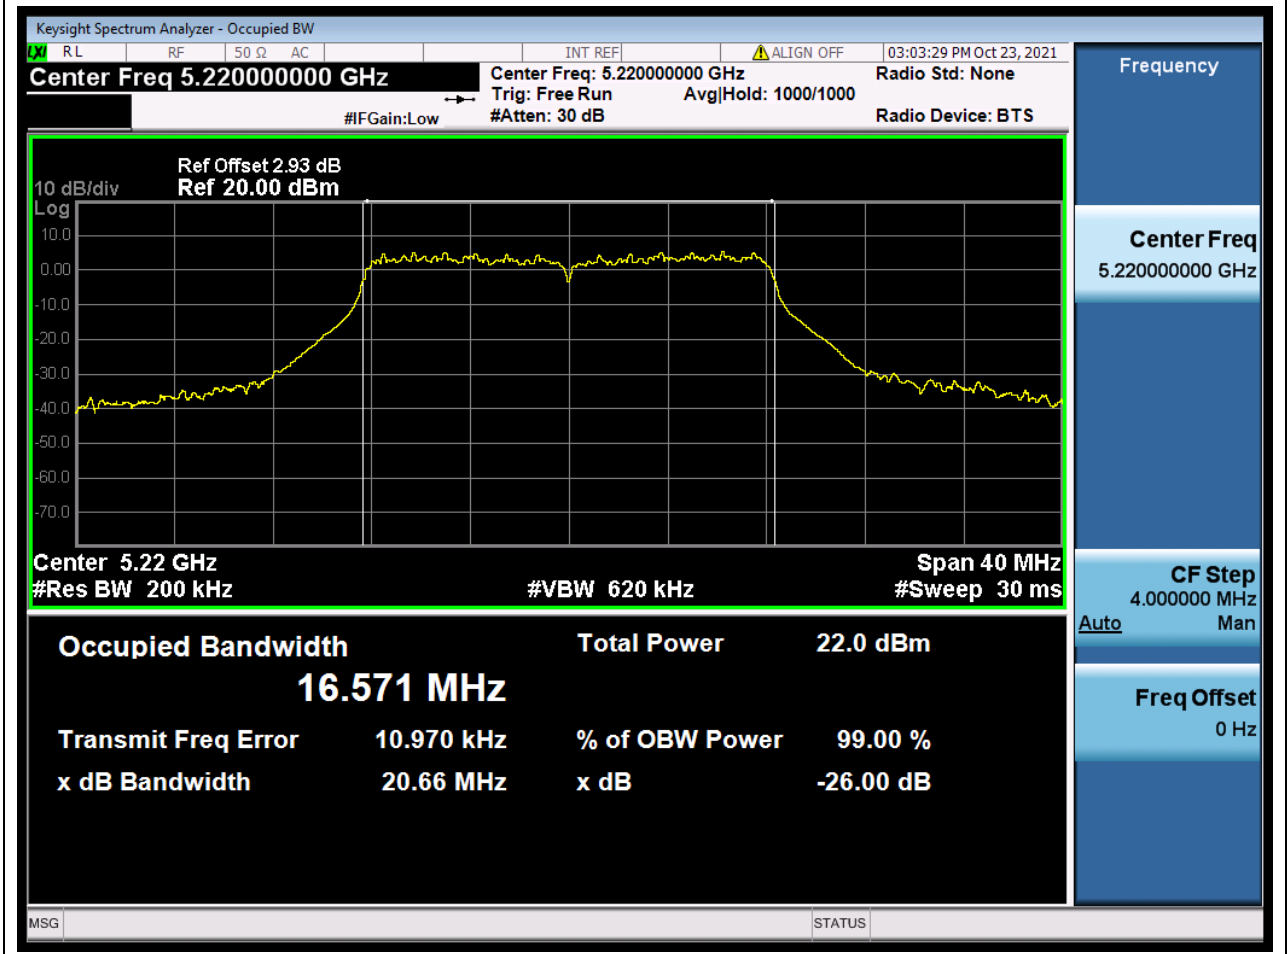 Keysight Spectrum Analyzer - Occupied BW
LXI RL RF 50 Ω AC INT REF ALIGN OFF 03:03:29 PM Oct 23, 2021
Center Freq 5.220000000 GHz
Center Freq: 5.220000000 GHz Radio Std: None
Trig: Free Run Avg|Hold: 1000/1000
#IFGain:Low #Atten: 30 dB Radio Device: BTS
Ref Offset 2.93 dB
10 dB/div Ref 20.00 dBm
Log
10.0
0.00
-10.0
-20.0
-30.0
-40.0
-50.0
-60.0
-70.0
Center 5.22 GHz Span 40 MHz
#Res BW 200 kHz #VBW 620 kHz #Sweep 30 ms
Occupied Bandwidth Total Power 22.0 dBm
16.571 MHz
Transmit Freq Error 10.970 kHz % of OBW Power 99.00 %
x dB Bandwidth 20.66 MHz x dB -26.00 dB
MSG STATUS
Frequency
Center Freq
5.220000000 GHz
CF Step
4.000000 MHz
Auto Man
Freq Offset
0 Hz